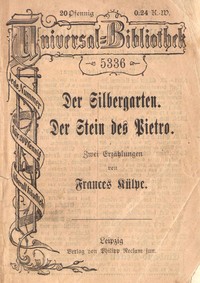 20 Pfennig
0.24 K.-W.
Universal-Bibliothek
5336
Der Silbergarten.
Der Stein des Pietro.
Zwei Erzählungen
von
Frances Külpe.
Leipzig
Verlag von Philipp Reclam jun.